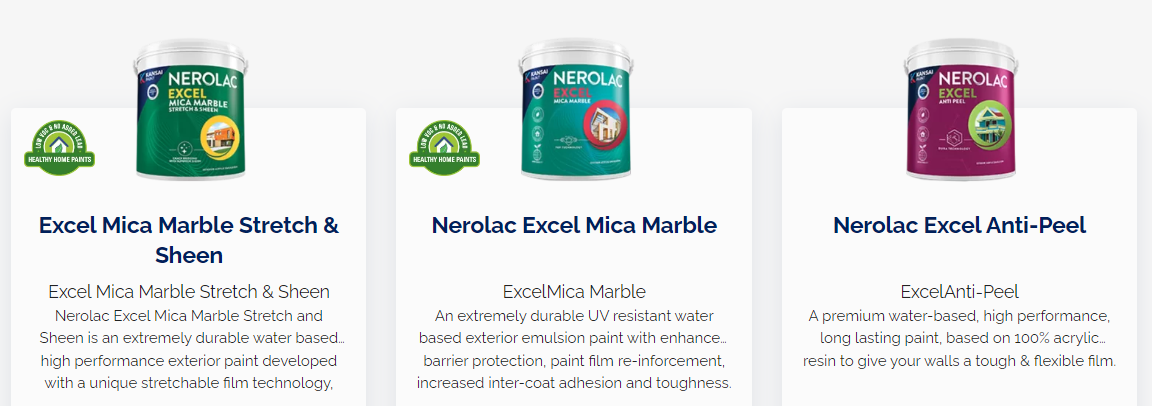 KANSAI
PAINT
NEROLAC
EXCEL
MICA MARBLE
STRETCH & SHEEN
LOW VOC & NO ADDED LEAD
HEALTHY HOME PAINTS
Excel Mica Marble Stretch &
Sheen
Excel Mica Marble Stretch & Sheen
Nerolac Excel Mica Marble Stretch and
Sheen is an extremely durable water based…
high performance exterior paint developed
with a unique stretchable film technology,
KANSAI
PAINT
NEROLAC
EXCEL
MICA MARBLE
LOW VOC & NO ADDED LEAD
HEALTHY HOME PAINTS
Nerolac Excel Mica Marble
ExcelMica Marble
An extremely durable UV resistant water
based exterior emulsion paint with enhance…
barrier protection, paint film re-inforcement,
increased inter-coat adhesion and toughness.
KANSAI
PAINT
NEROLAC
EXCEL
ANTI PEEL
Nerolac Excel Anti-Peel
ExcelAnti-Peel
A premium water-based, high performance,
long lasting paint, based on 100% acrylic…
resin to give your walls a tough & flexible film.